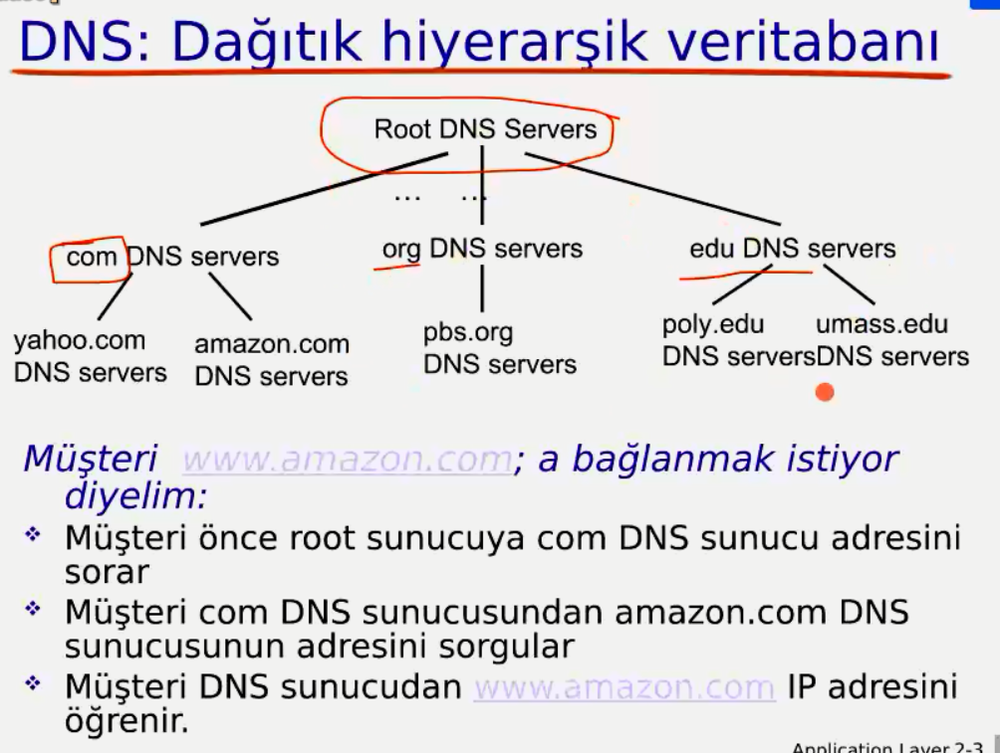 DNS: Dağıtık hiyerarşik veritabanı
Root DNS Servers
... ...
com DNS servers
org DNS servers
edu DNS servers
yahoo.com
DNS servers
amazon.com
DNS servers
pbs.org
DNS servers
poly.edu
DNS servers
umass.edu
DNS servers
Müşteri www.amazon.com; a bağlanmak istiyor
diyelim:
❖ Müşteri önce root sunucuya com DNS sunucu adresini
sorar
❖ Müşteri com DNS sunucusundan amazon.com DNS
sunucusunun adresini sorgular
❖ Müşteri DNS sunucudan www.amazon.com IP adresini
öğrenir.
Application Layer 2-3